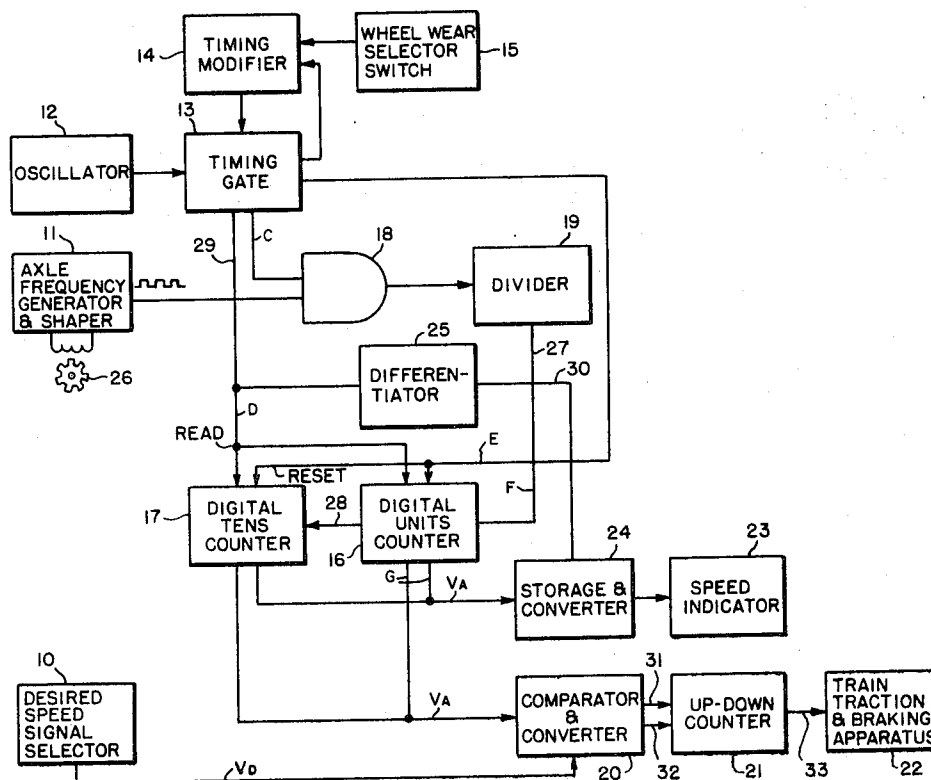 14
TIMING
MODIFIER
WHEEL WEAR
SELECTOR
SWITCH
15
13
12
OSCILLATOR
TIMING
GATE
C
29
18
19
11
AXLE
FREQUENCY
GENERATOR
& SHAPER
DIVIDER
26
25
27
DIFFEREN-
TIATOR
30
D
READ
E
RESET
F
17
DIGITAL
TENS
COUNTER
28
DIGITAL
UNITS
COUNTER
16
24
23
G
VA
STORAGE &
CONVERTER
SPEED
INDICATOR
10
DESIRED
SPEED
SIGNAL
SELECTOR
VA
COMPARATOR
&
CONVERTER
31
32
UP-DOWN
COUNTER
33
TRAIN
TRACTION
& BRAKING
APPARATUS
VD
20
21
22